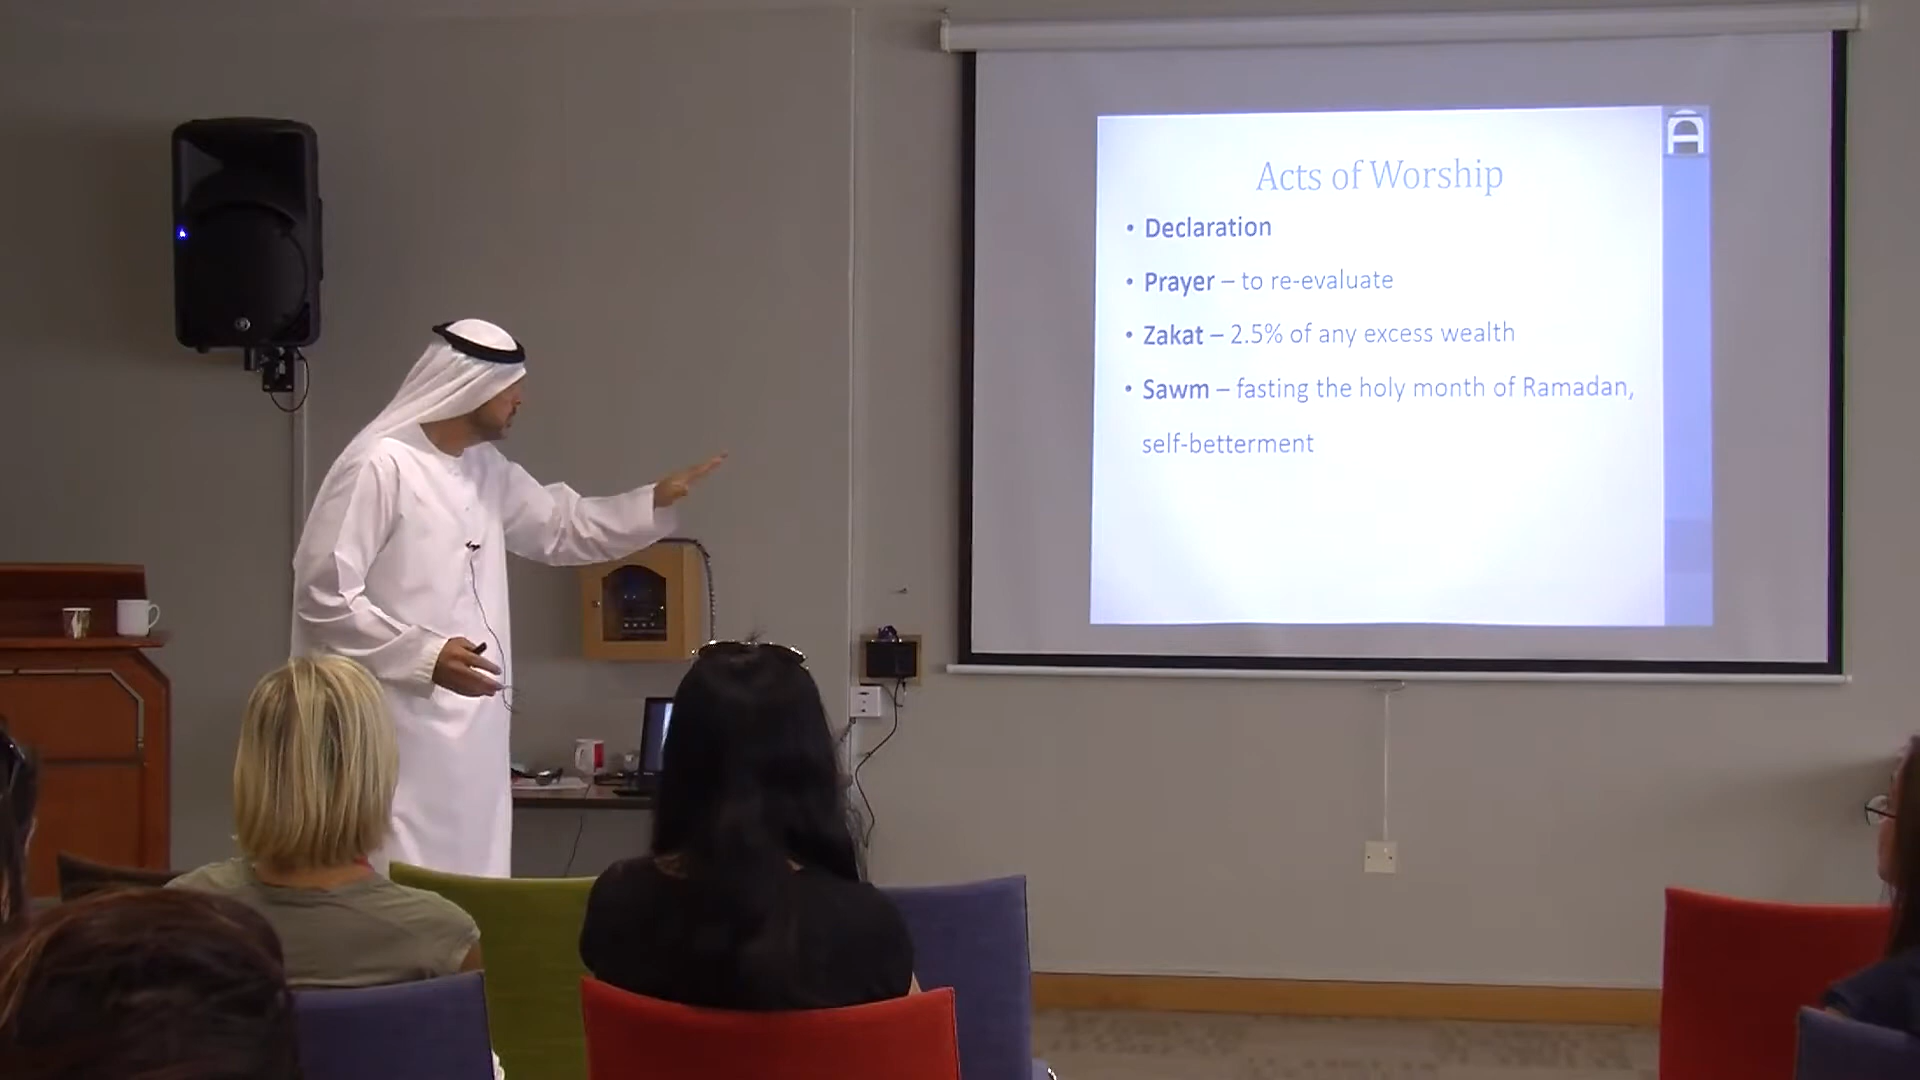 Acts of Worship
• Declaration
• Prayer – to re-evaluate
• Zakat – 2.5% of any excess wealth
• Sawm – fasting the holy month of Ramadan,
self-betterment